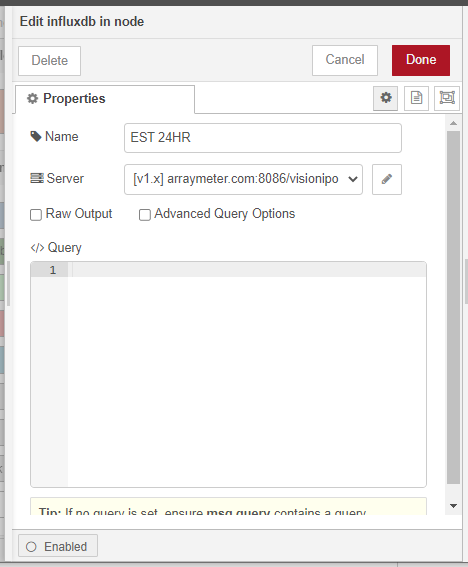 Edit influxdb in node
Delete
Cancel
Done
Properties
Name
EST 24HR
Server
[v1.x] arraymeter.com:8086/visionipo
Raw Output
Advanced Query Options
</> Query
1
Tip: If no query is set, ensure msg.query contains a query.
Enabled